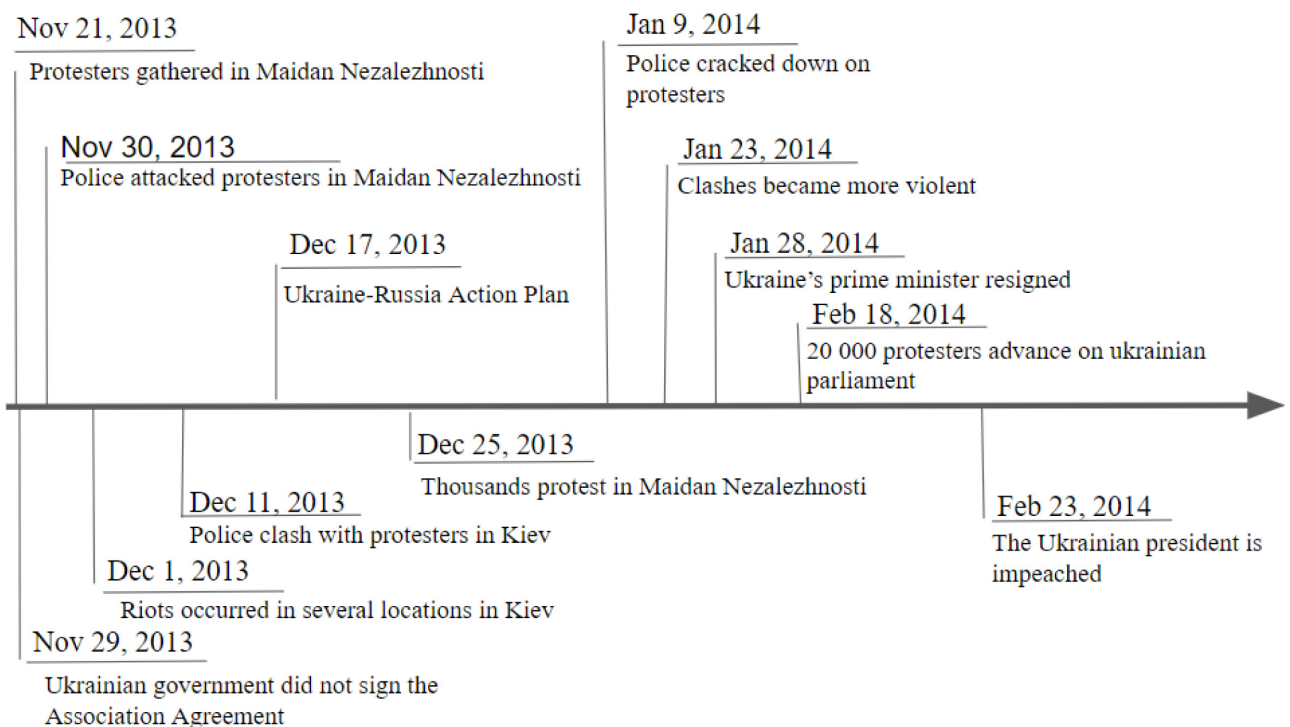 Nov 21, 2013
Protesters gathered in Maidan Nezalezhnosti
Nov 30, 2013
Police attacked protesters in Maidan Nezalezhnosti
Dec 17, 2013
Ukraine-Russia Action Plan
Jan 9, 2014
Police cracked down on
protesters
Jan 23, 2014
Clashes became more violent
Jan 28, 2014
Ukraine’s prime minister resigned
Feb 18, 2014
20 000 protesters advance on ukrainian
parliament
Dec 25, 2013
Thousands protest in Maidan Nezalezhnosti
Dec 11, 2013
Police clash with protesters in Kiev
Dec 1, 2013
Riots occurred in several locations in Kiev
Nov 29, 2013
Ukrainian government did not sign the
Association Agreement
Feb 23, 2014
The Ukrainian president is
impeached